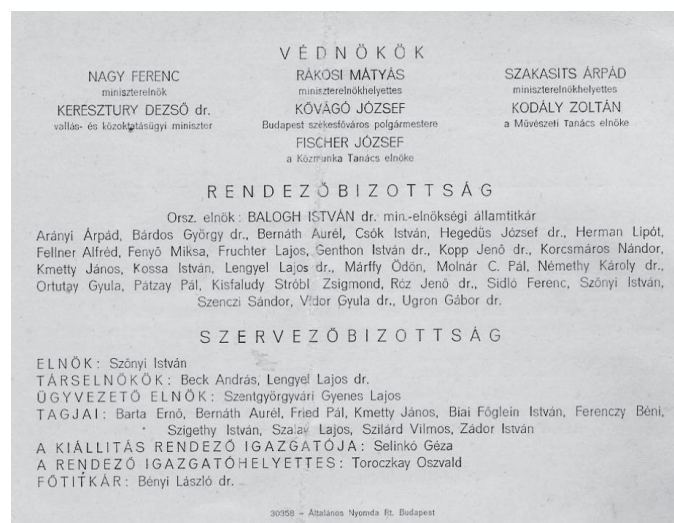 VÉDNÖKÖK
NAGY FERENC
miniszterelnök
KERESZTURY DEZSŐ dr.
vallás- és közoktatásügyi miniszter
RÁKOSI MÁTYÁS
miniszterelnökhelyettes
KŐVÁGÓ JÓZSEF
Budapest székesfőváros polgármestere
FISCHER JÓZSEF
a Közmunka Tanács elnöke
SZAKASITS ÁRPÁD
miniszterelnökhelyettes
KODÁLY ZOLTÁN
a Művészeti Tanács elnöke
RENDEZŐBIZOTTSÁG
Orsz. elnök: BALOGH ISTVÁN dr. min.-elnökségi államtitkár
Arányi Árpád, Bárdos György dr., Bernáth Aurél, Csók István, Hegedüs József dr., Herman Lipót,
Fellner Alfréd, Fenyő Miksa, Fruchter Lajos, Genthon István dr., Kopp Jenő dr., Korcsmáros Nándor,
Kmetty János, Kossa István, Lengyel Lajos dr., Márffy Ödön, Molnár C. Pál, Némethy Károly dr.,
Ortutay Gyula, Pátzay Pál, Kisfaludy Stróbl Zsigmond, Róz Jenő dr., Sidló Ferenc, Szőnyi István,
Szenczi Sándor, Vidor Gyula dr., Ugron Gábor dr.
SZERVEZŐBIZOTTSÁG
ELNÖK: Szőnyi István
TÁRSELNÖKÖK: Beck András, Lengyel Lajos dr.
ÜGYVEZETŐ ELNÖK: Szentgyörgyvári Gyenes Lajos
TAGJAI: Barta Ernő, Bernáth Aurél, Fried Pál, Kmetty János, Biai Föglein István, Ferenczy Béni,
Szigethy István, Szalay Lajos, Szilárd Vilmos, Zádor István
A KIÁLLITÁS RENDEZŐ IGAZGATÓJA: Selinkó Géza
A RENDEZŐ IGAZGATÓHELYETTES: Toroczkay Oszvald
FŐTITKÁR: Bényi László dr.
30358 – Általános Nyomda Rt. Budapest